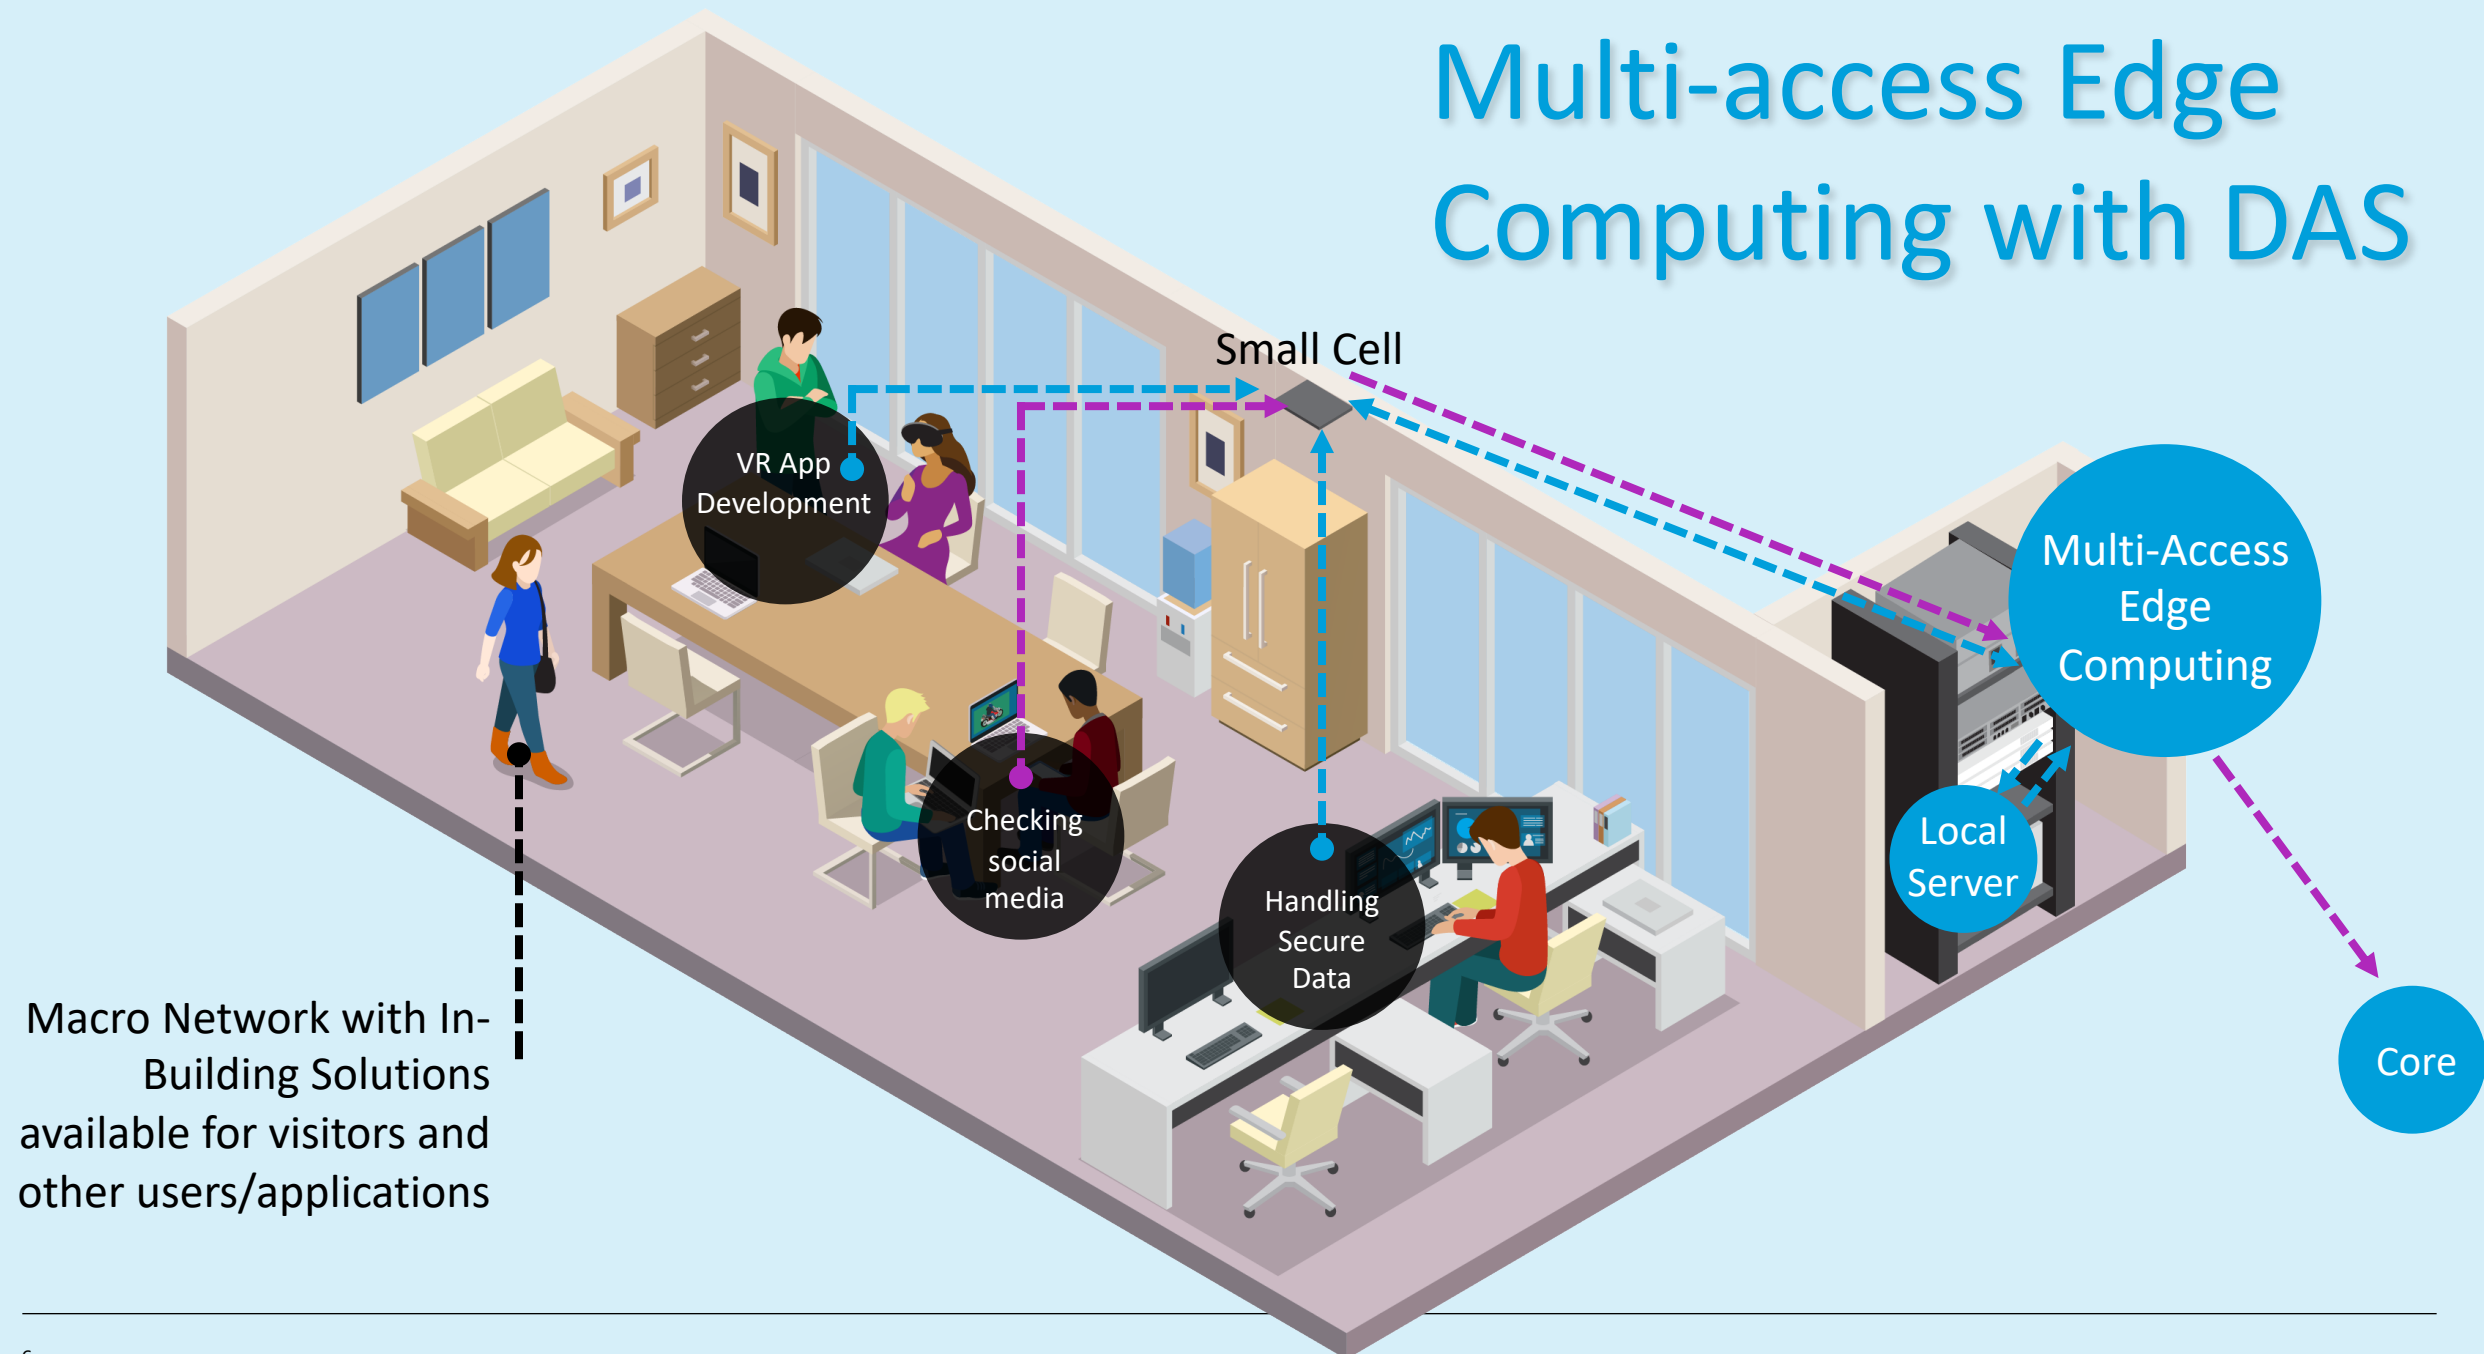 Multi-access Edge
Computing with DAS
Small Cell
VR App
Development
Multi-Access
Edge
Computing
Checking
social
media
Local
Server
Handling
Secure
Data
Macro Network with In-
Building Solutions
available for visitors and
other users/applications
Core